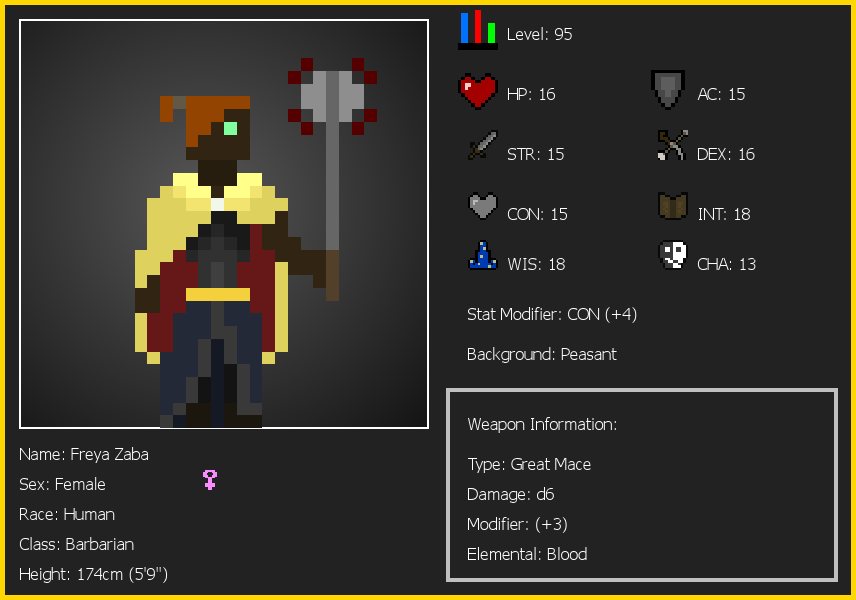 Level: 95
HP: 16
AC: 15
STR: 15
DEX: 16
CON: 15
INT: 18
WIS: 18
CHA: 13
Stat Modifier: CON (+4)
Background: Peasant
Weapon Information:
Type: Great Mace
Damage: d6
Modifier: (+3)
Elemental: Blood
Name: Freya Zaba
Sex: Female
Race: Human
Class: Barbarian
Height: 174cm (5'9")